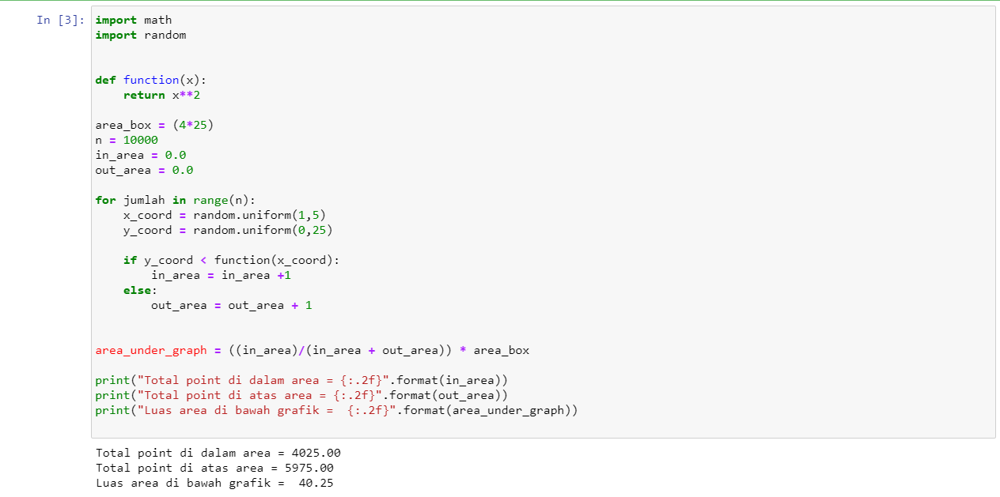 In [3]:
import math
import random
def function(x):
    return x**2
area_box = (4*25)
n = 10000
in_area = 0.0
out_area = 0.0
for jumlah in range(n):
    x_coord = random.uniform(1,5)
    y_coord = random.uniform(0,25)
    if y_coord < function(x_coord):
        in_area = in_area +1
    else:
        out_area = out_area + 1
area_under_graph = ((in_area)/(in_area + out_area)) * area_box
print("Total point di dalam area = {:.2f}".format(in_area))
print("Total point di atas area = {:.2f}".format(out_area))
print("Luas area di bawah grafik =  {:.2f}".format(area_under_graph))
Total point di dalam area = 4025.00
Total point di atas area = 5975.00
Luas area di bawah grafik =  40.25